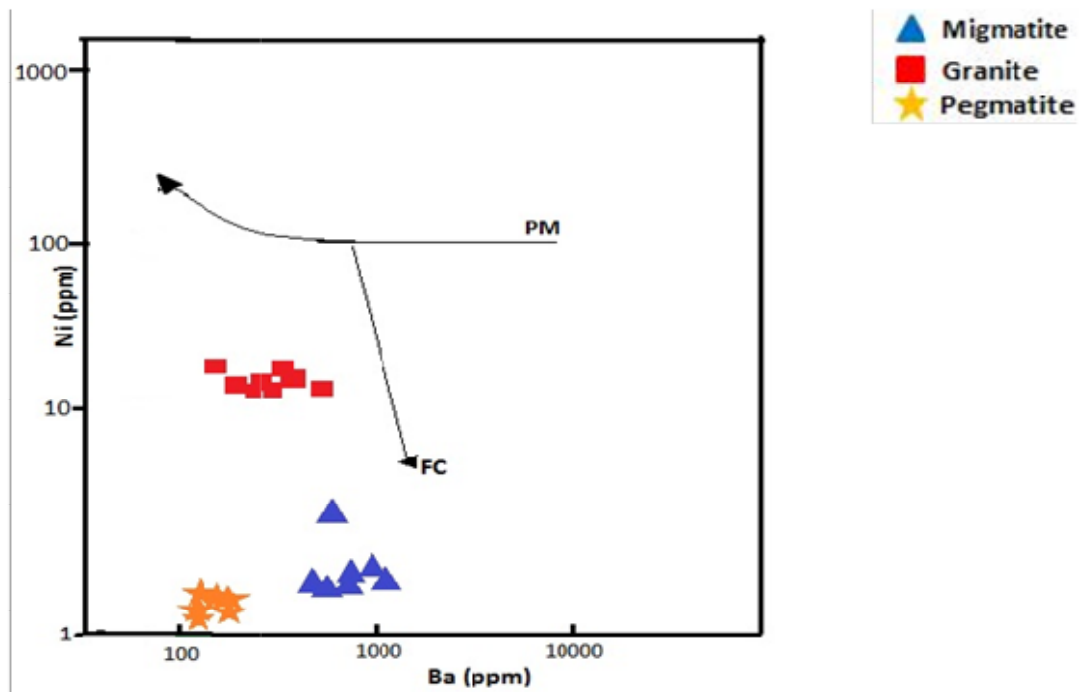 Migmatite
Granite
Pegmatite
1000
100
10
1
Ni (ppm)
PM
FC
100
1000
10000
Ba (ppm)